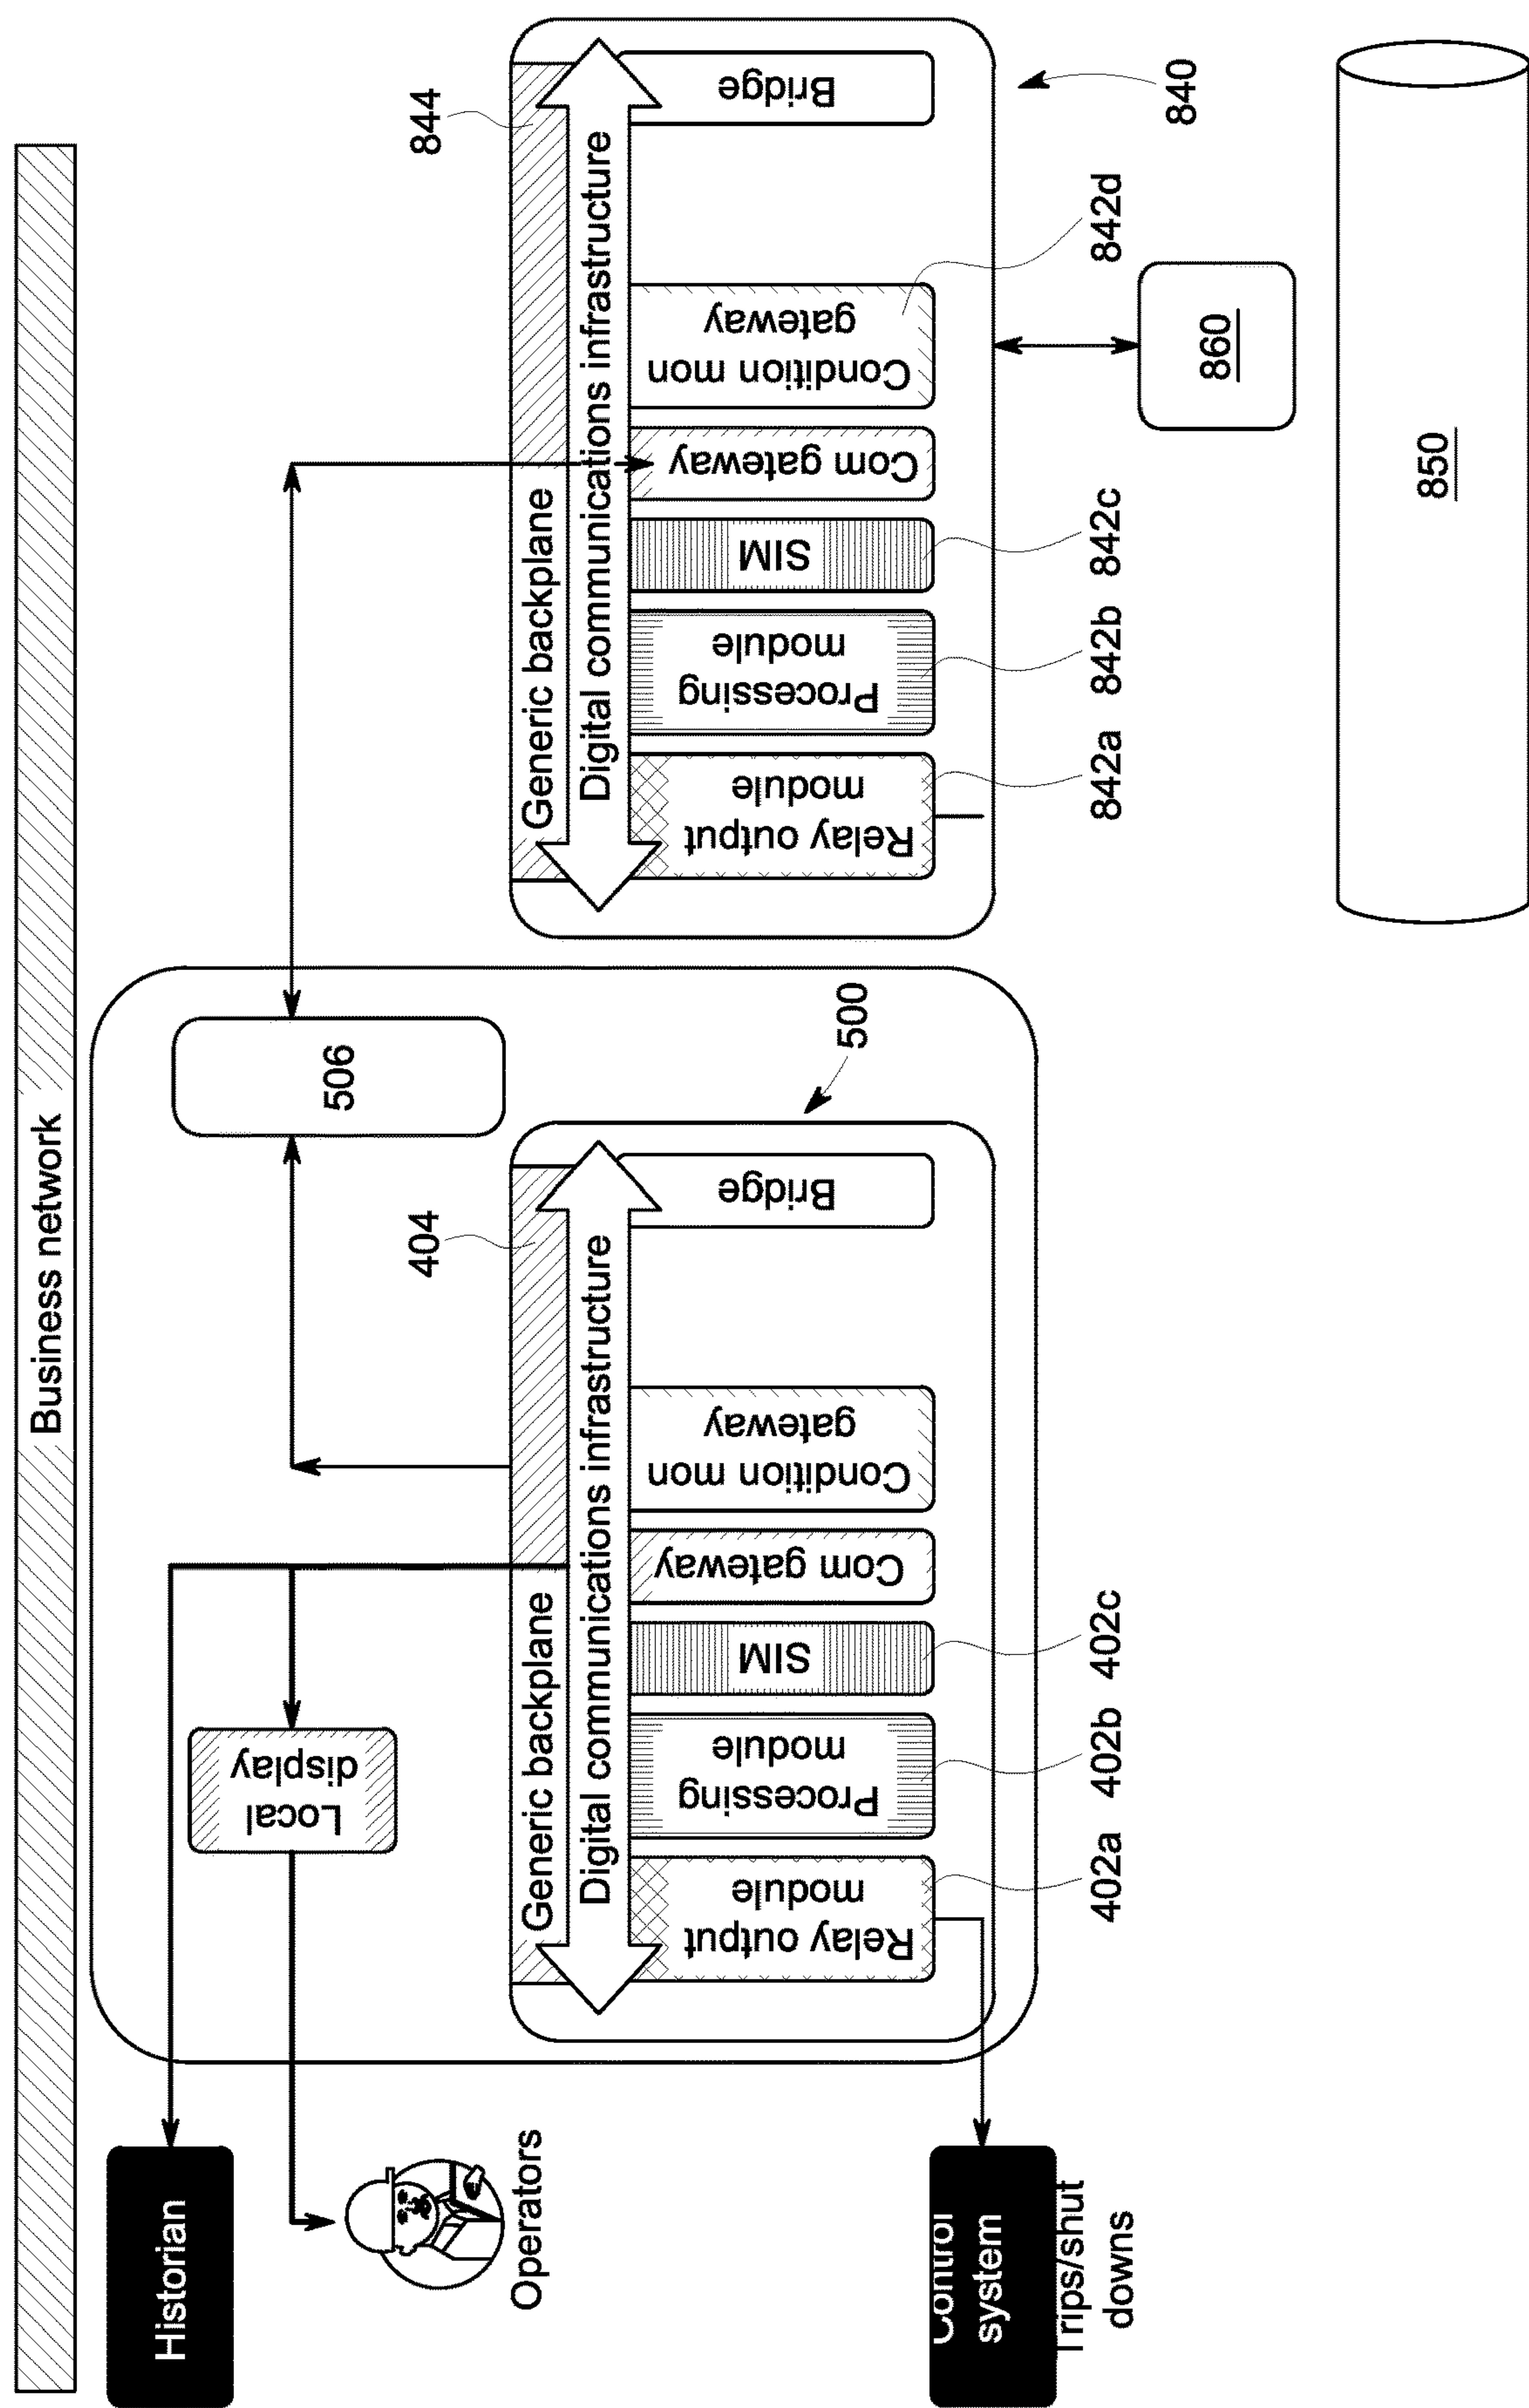 Business network
Historian
Local
display
506
404
Generic backplane
Digital communications infrastructure
Relay output
module
Processing
module
SIM
Com gateway
Condition mon
gateway
Bridge
500
402a
402b
402c
Operators
Control
system
Trips/shut
downs
844
Generic backplane
Digital communications infrastructure
Relay output
module
Processing
module
SIM
Com gateway
Condition mon
gateway
Bridge
840
842a
842b
842c
842d
860
850